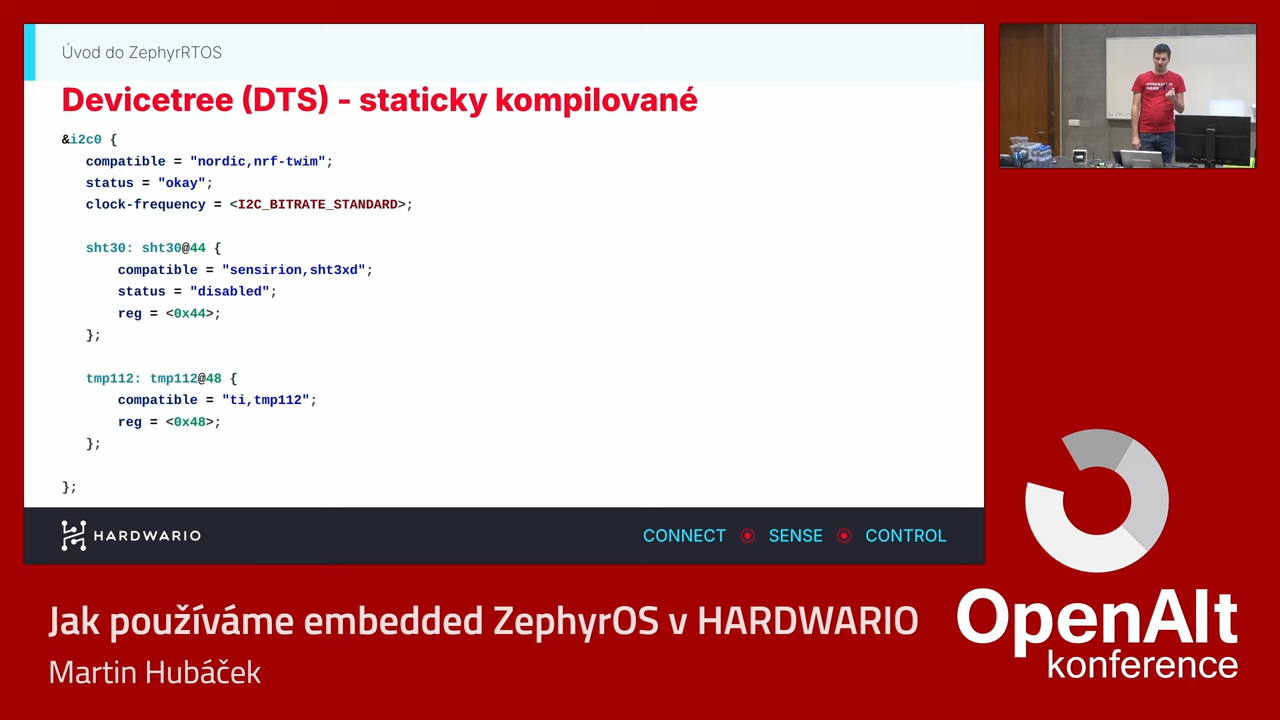 Úvod do ZephyrRTOS
Devicetree (DTS) - staticky kompilované
&i2c0 {
compatible = "nordic,nrf-twim";
status = "okay";
clock-frequency = <I2C_BITRATE_STANDARD>;
sht30: sht30@44 {
compatible = "sensirion,sht3xd";
status = "disabled";
reg = <0x44>;
};
tmp112: tmp112@48 {
compatible = "ti,tmp112";
reg = <0x48>;
};
};
HARDWARIO
CONNECT SENSE CONTROL
Jak používáme embedded ZephyrOS v HARDWARIO
Martin Hubáček
OpenAlt
konference